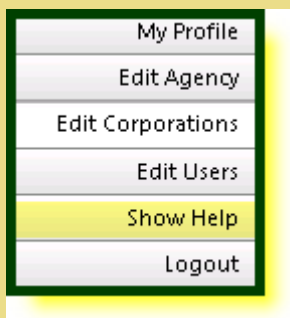 My Profile
Edit Agency
Edit Corporations
Edit Users
Show Help
Logout